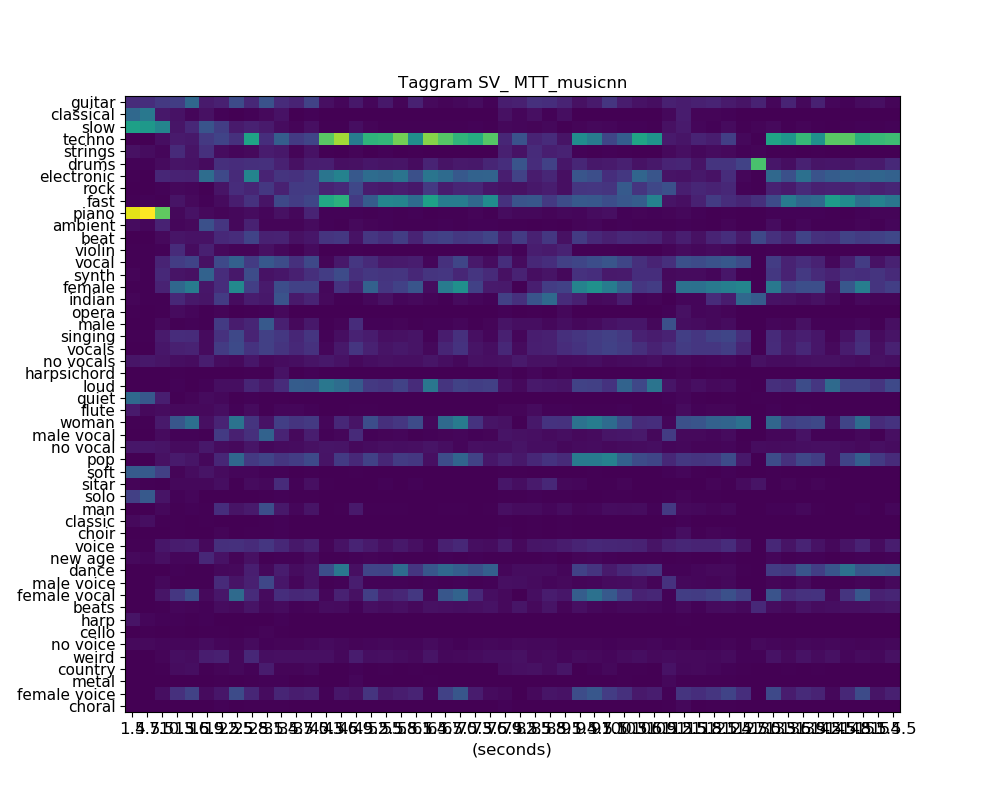 Taggram SV_ MTT_musicnn
guitar
classical
slow
techno
strings
drums
electronic
rock
fast
piano
ambient
beat
violin
vocal
synth
female
indian
opera
male
singing
vocals
no vocals
harpsichord
loud
quiet
flute
woman
male vocal
no vocal
pop
soft
sitar
solo
man
classic
choir
voice
new age
dance
male voice
female vocal
beats
harp
cello
no voice
weird
country
metal
female voice
choral
(seconds)